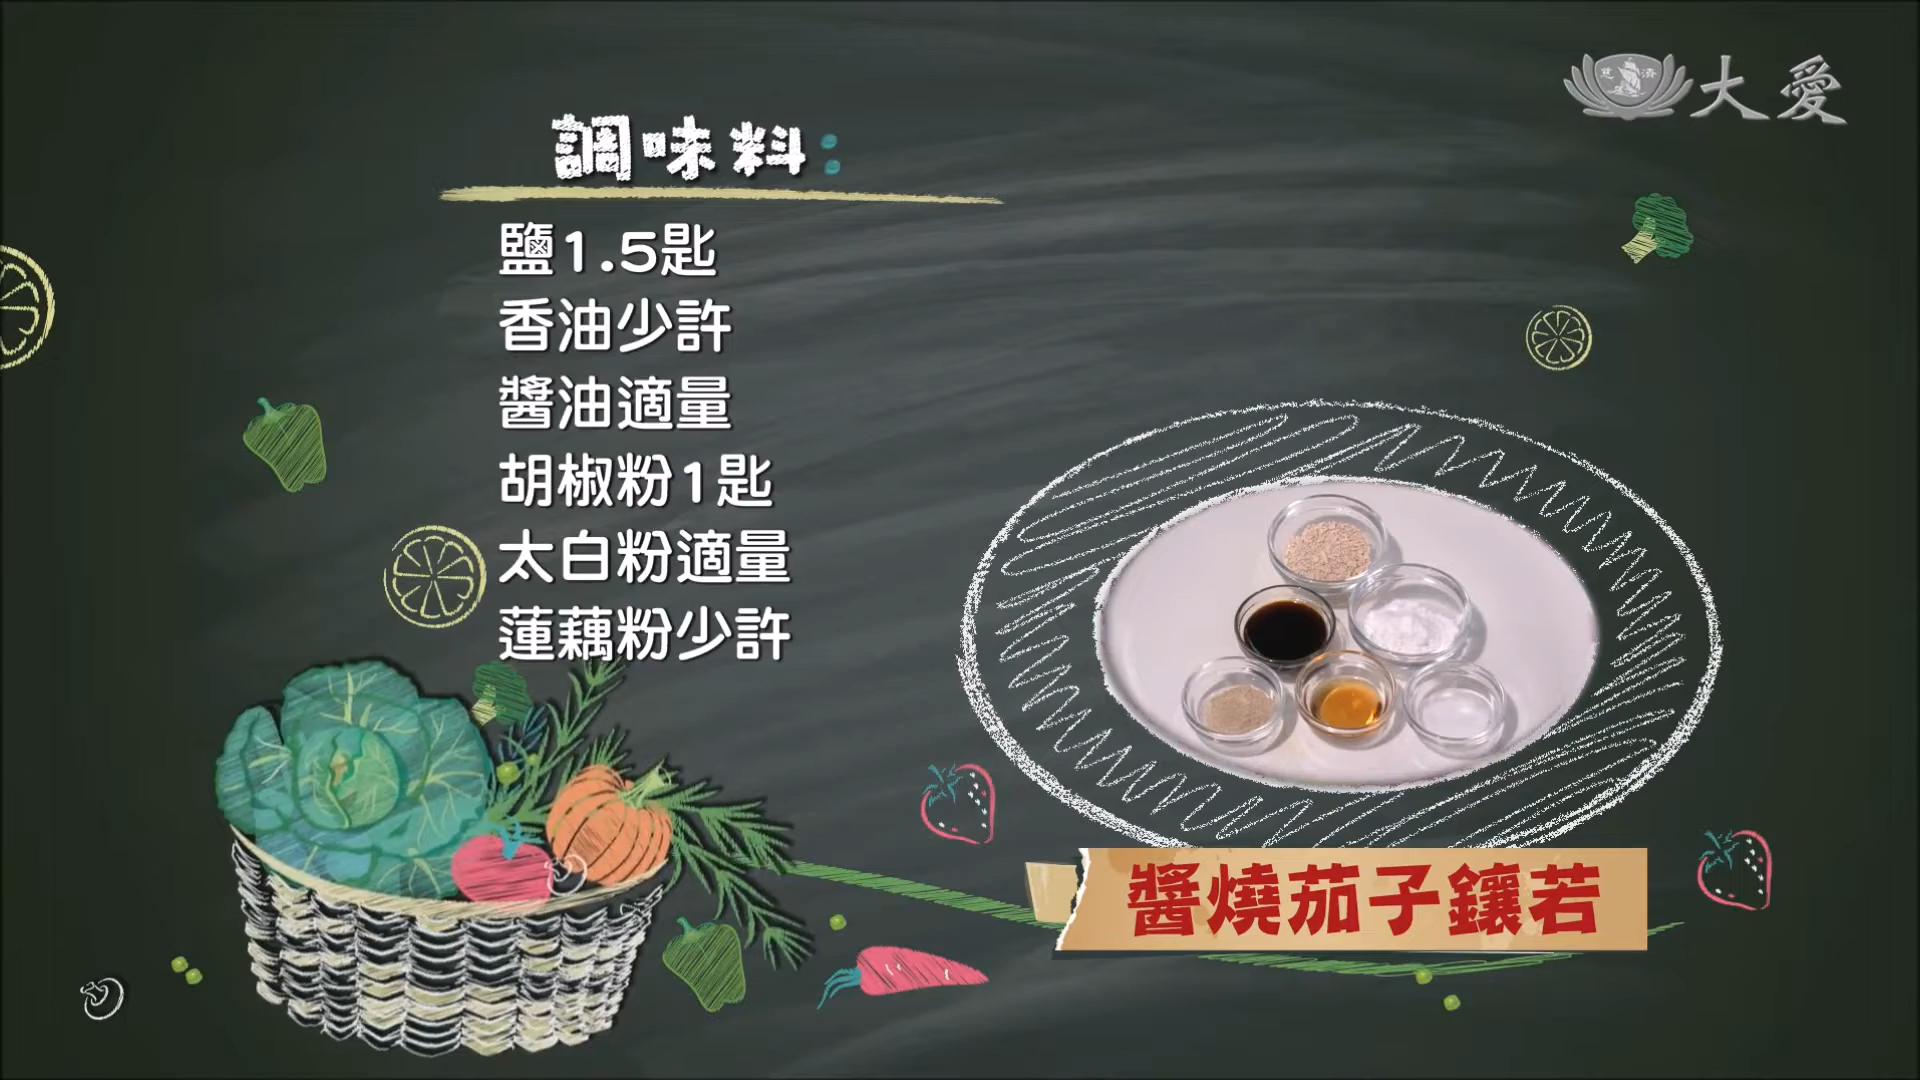 慈濟
大愛
調味料:
鹽1.5匙
香油少許
醬油適量
胡椒粉1匙
太白粉適量
蓮藕粉少許
醬燒茄子鑲若